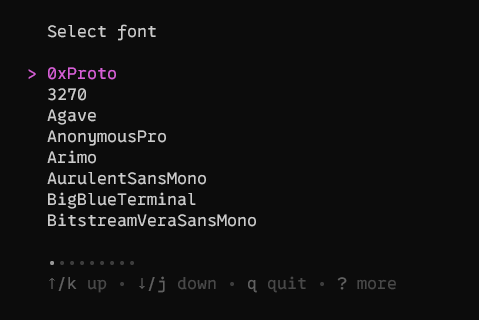 Select font
> 0xProto
3270
Agave
AnonymousPro
Arimo
AurulentSansMono
BigBlueTerminal
BitstreamVeraSansMono
•••••••••
↑/k up • ↓/j down • q quit • ? more